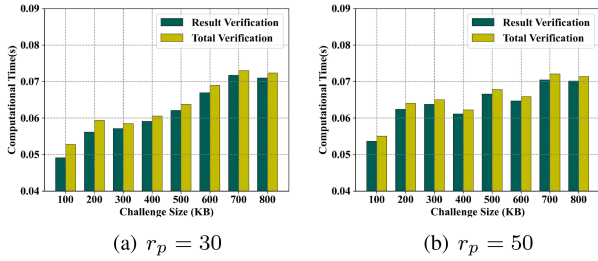 0.09
0.08
0.07
0.06
0.05
0.04
Computational Time(s)
Result Verification
Total Verification
100 200 300 400 500 600 700 800
Challenge Size (KB)
(a) r_p = 30
0.09
0.08
0.07
0.06
0.05
0.04
Computational Time(s)
Result Verification
Total Verification
100 200 300 400 500 600 700 800
Challenge Size (KB)
(b) r_p = 50